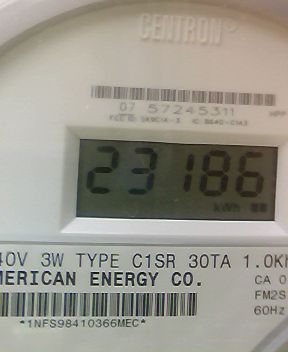 CENTRON®
07 57245311
23186
kWh
40V 3W TYPE C1SR 30TA 1.0Kh
MERICAN ENERGY CO. CA 0
FM2S
60Hz
*1NFS98410366MEC*